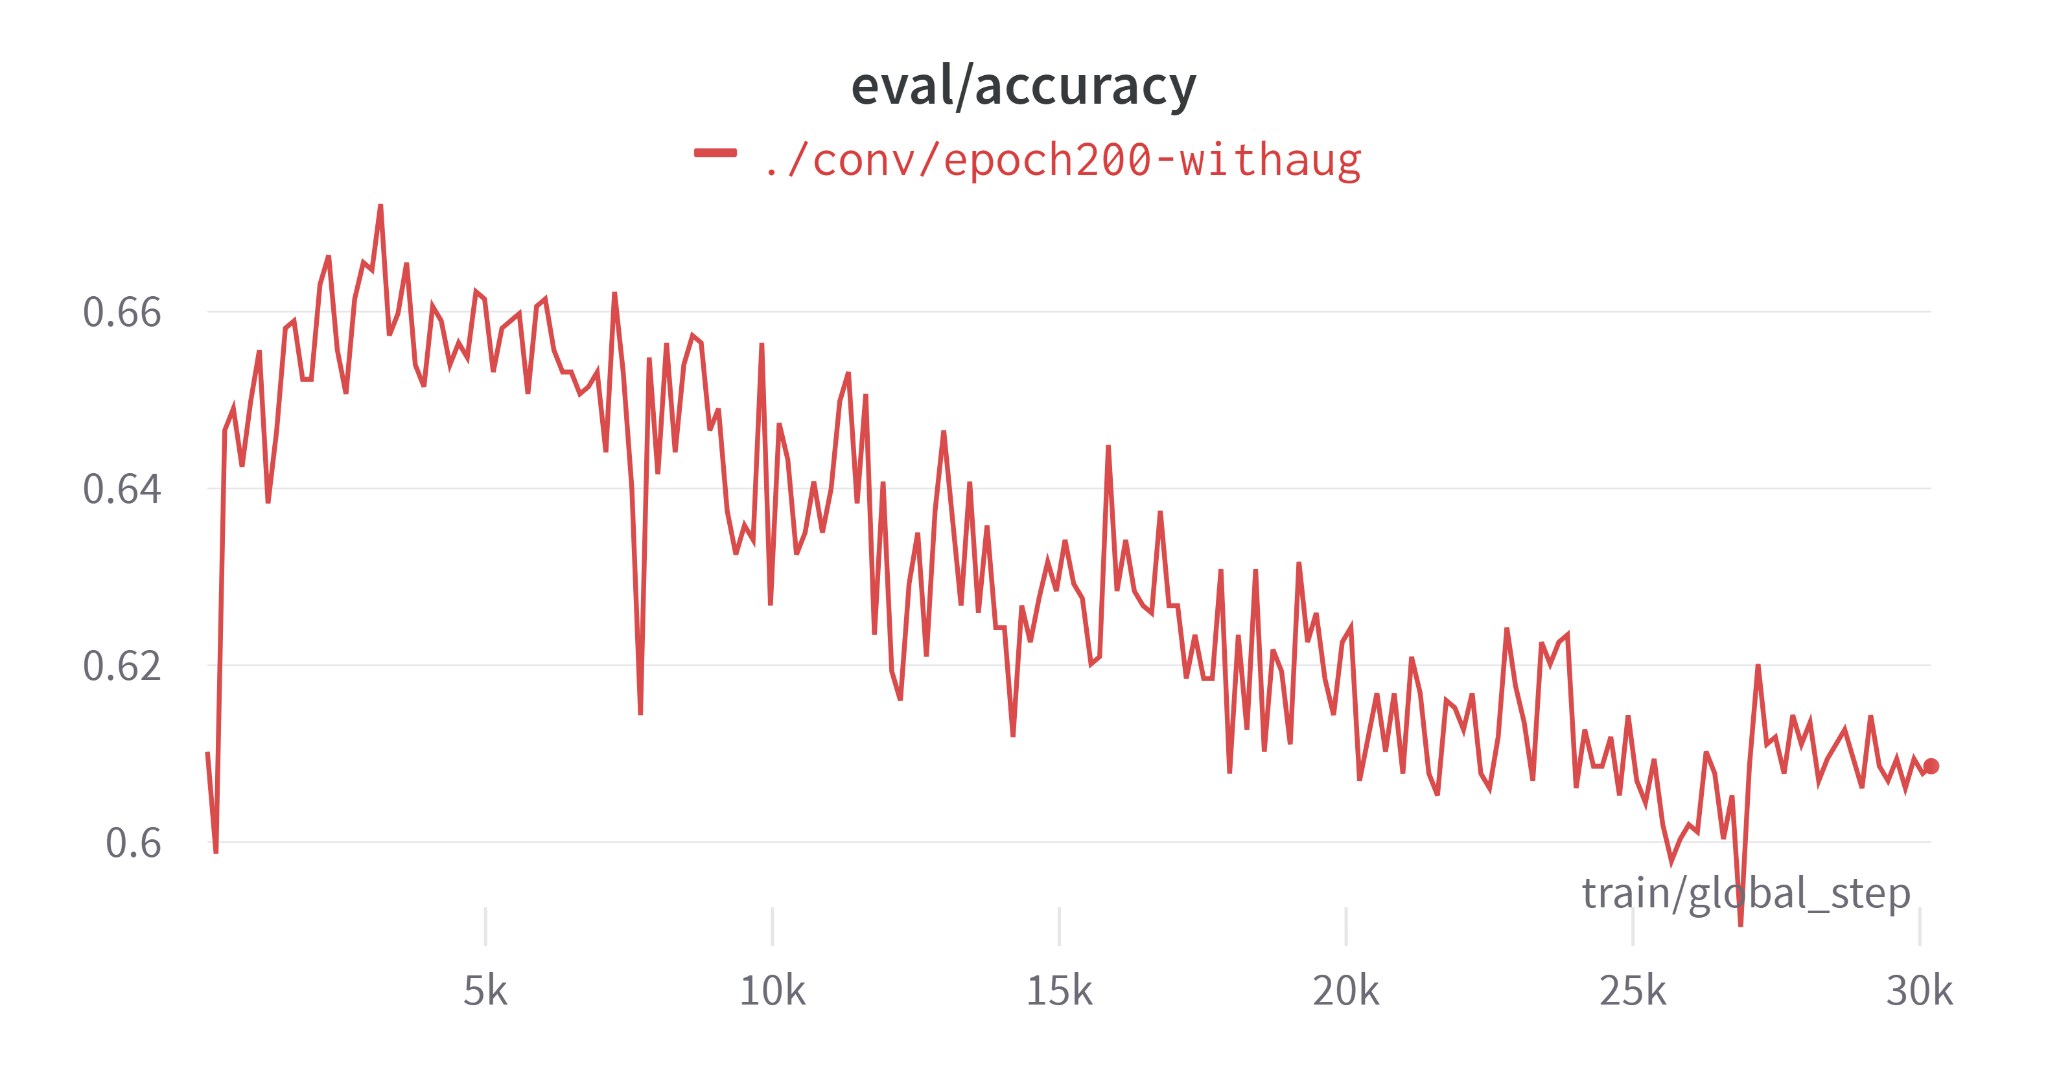 eval/accuracy
./conv/epoch200-withaug
0.66
0.64
0.62
0.6
train/global_step
5k 10k 15k 20k 25k 30k